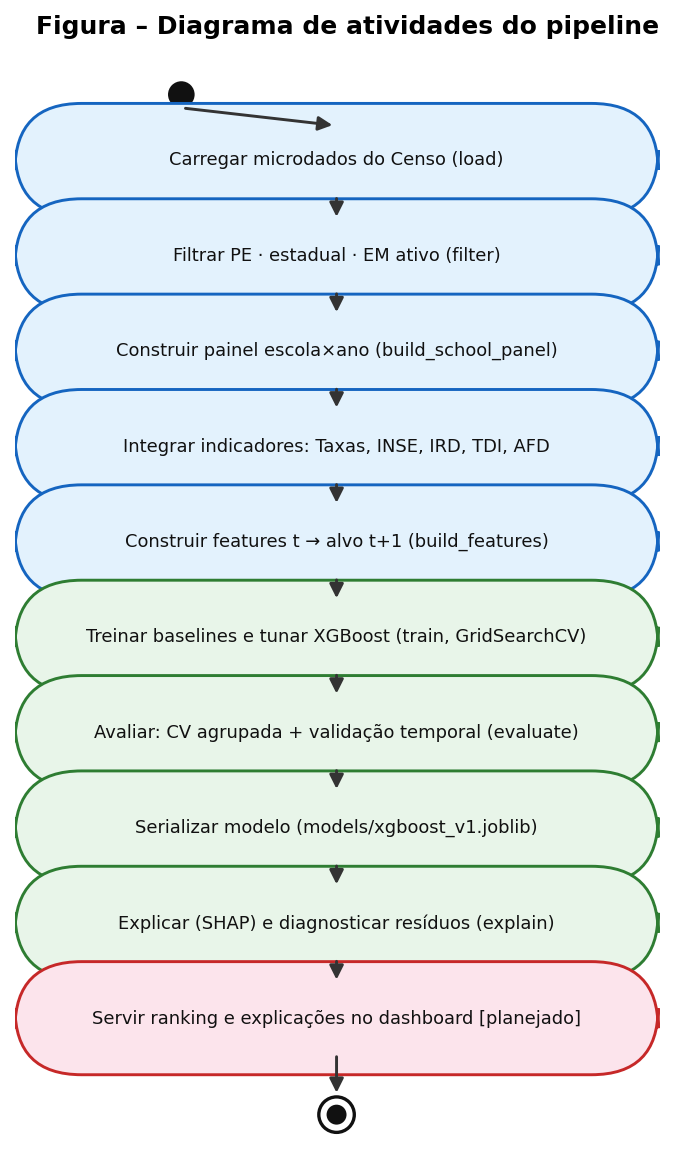 Figura – Diagrama de atividades do pipeline
Carregar microdados do Censo (load)
Filtrar PE · estadual · EM ativo (filter)
Construir painel escola×ano (build_school_panel)
Integrar indicadores: Taxas, INSE, IRD, TDI, AFD
Construir features t → alvo t+1 (build_features)
Treinar baselines e tunar XGBoost (train, GridSearchCV)
Avaliar: CV agrupada + validação temporal (evaluate)
Serializar modelo (models/xgboost_v1.joblib)
Explicar (SHAP) e diagnosticar resíduos (explain)
Servir ranking e explicações no dashboard [planejado]